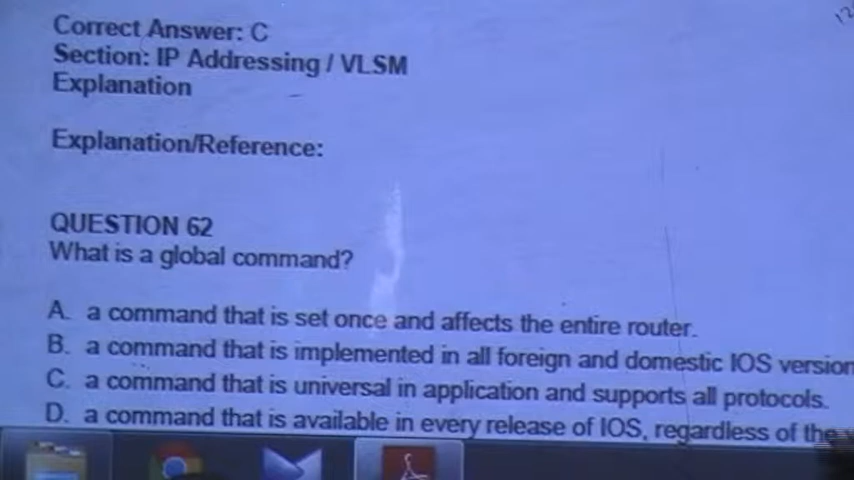 Correct Answer: C
Section: IP Addressing / VLSM
Explanation
Explanation/Reference:
QUESTION 62
What is a global command?
A. a command that is set once and affects the entire router.
B. a command that is implemented in all foreign and domestic IOS version
C. a command that is universal in application and supports all protocols.
D. a command that is available in every release of IOS, regardless of the